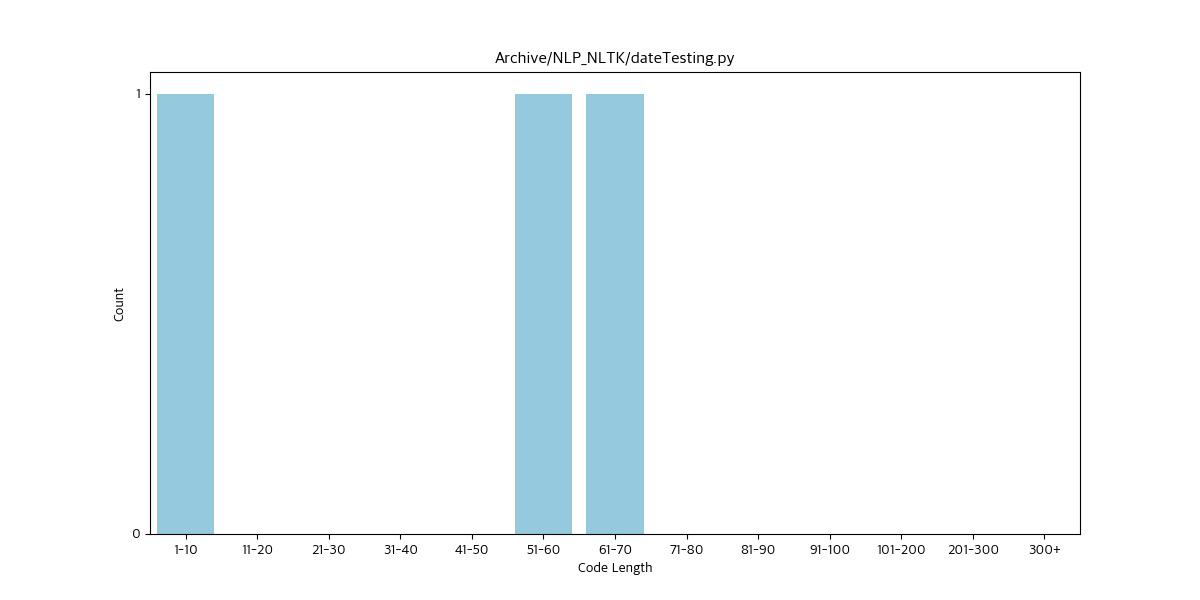 Archive/NLP_NLTK/dateTesting.py
1
Count
0
1-10 11-20 21-30 31-40 41-50 51-60 61-70 71-80 81-90 91-100 101-200 201-300 300+
Code Length